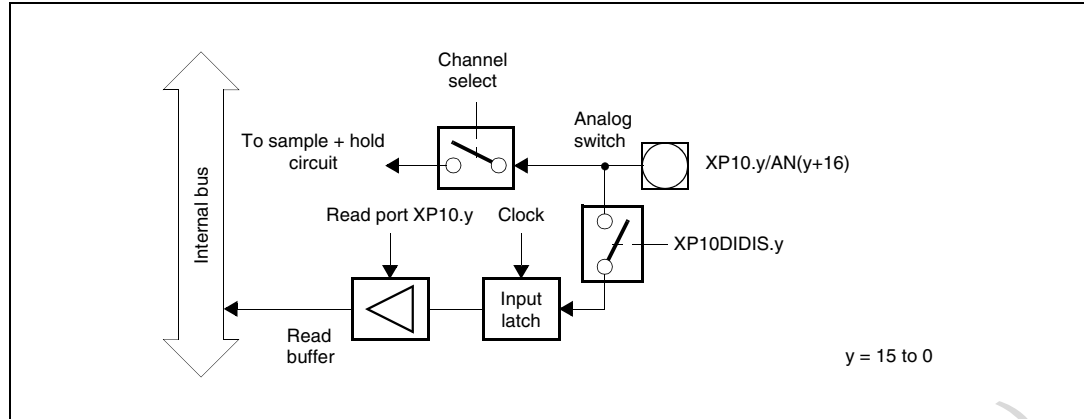 Channel
select
Analog
switch
To sample + hold
circuit
XP10.y/AN(y+16)
Read port XP10.y
Clock
XP10DIDIS.y
Internal bus
Input
latch
Read
buffer
y = 15 to 0